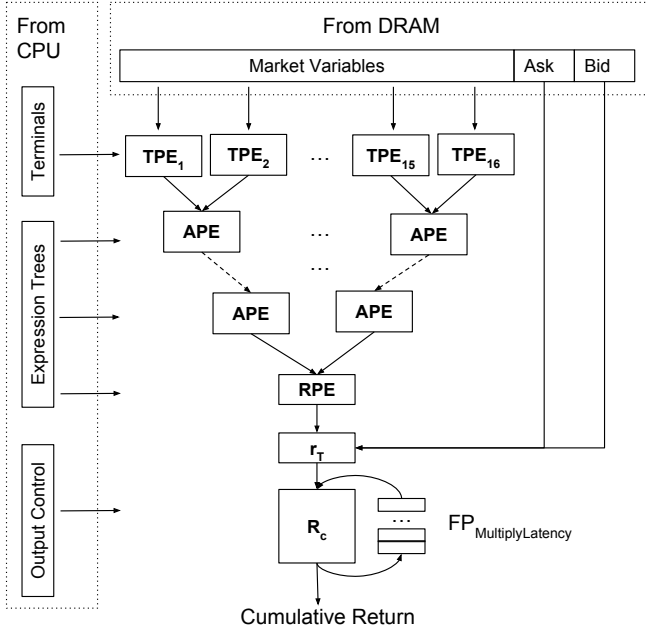 From
CPU
From DRAM
Market Variables Ask Bid
Terminals
TPE1 TPE2 ... TPE15 TPE16
APE ... APE
...
Expression Trees
APE APE
RPE
rT
Output Control
Rc
...
FPMultiplyLatency
Cumulative Return